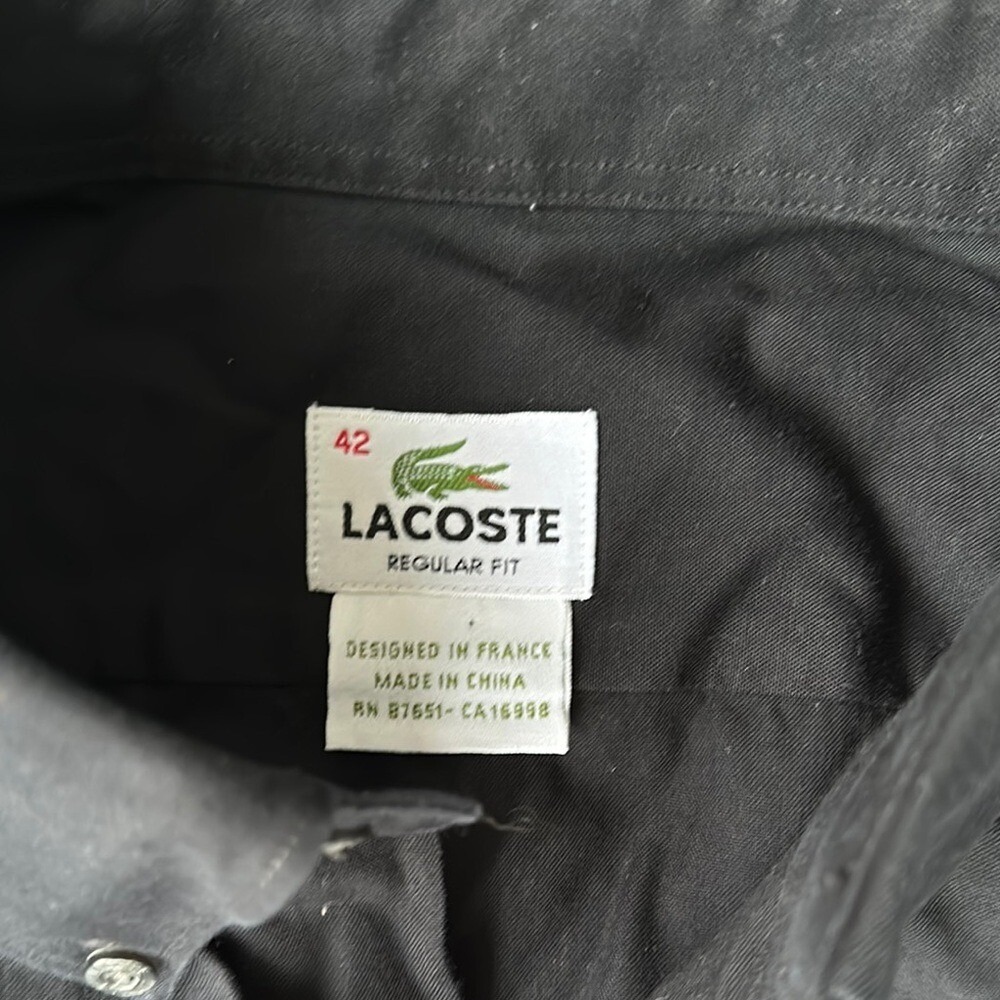 42
LACOSTE
REGULAR FIT
DESIGNED IN FRANCE
MADE IN CHINA
RN 87651- CA16998